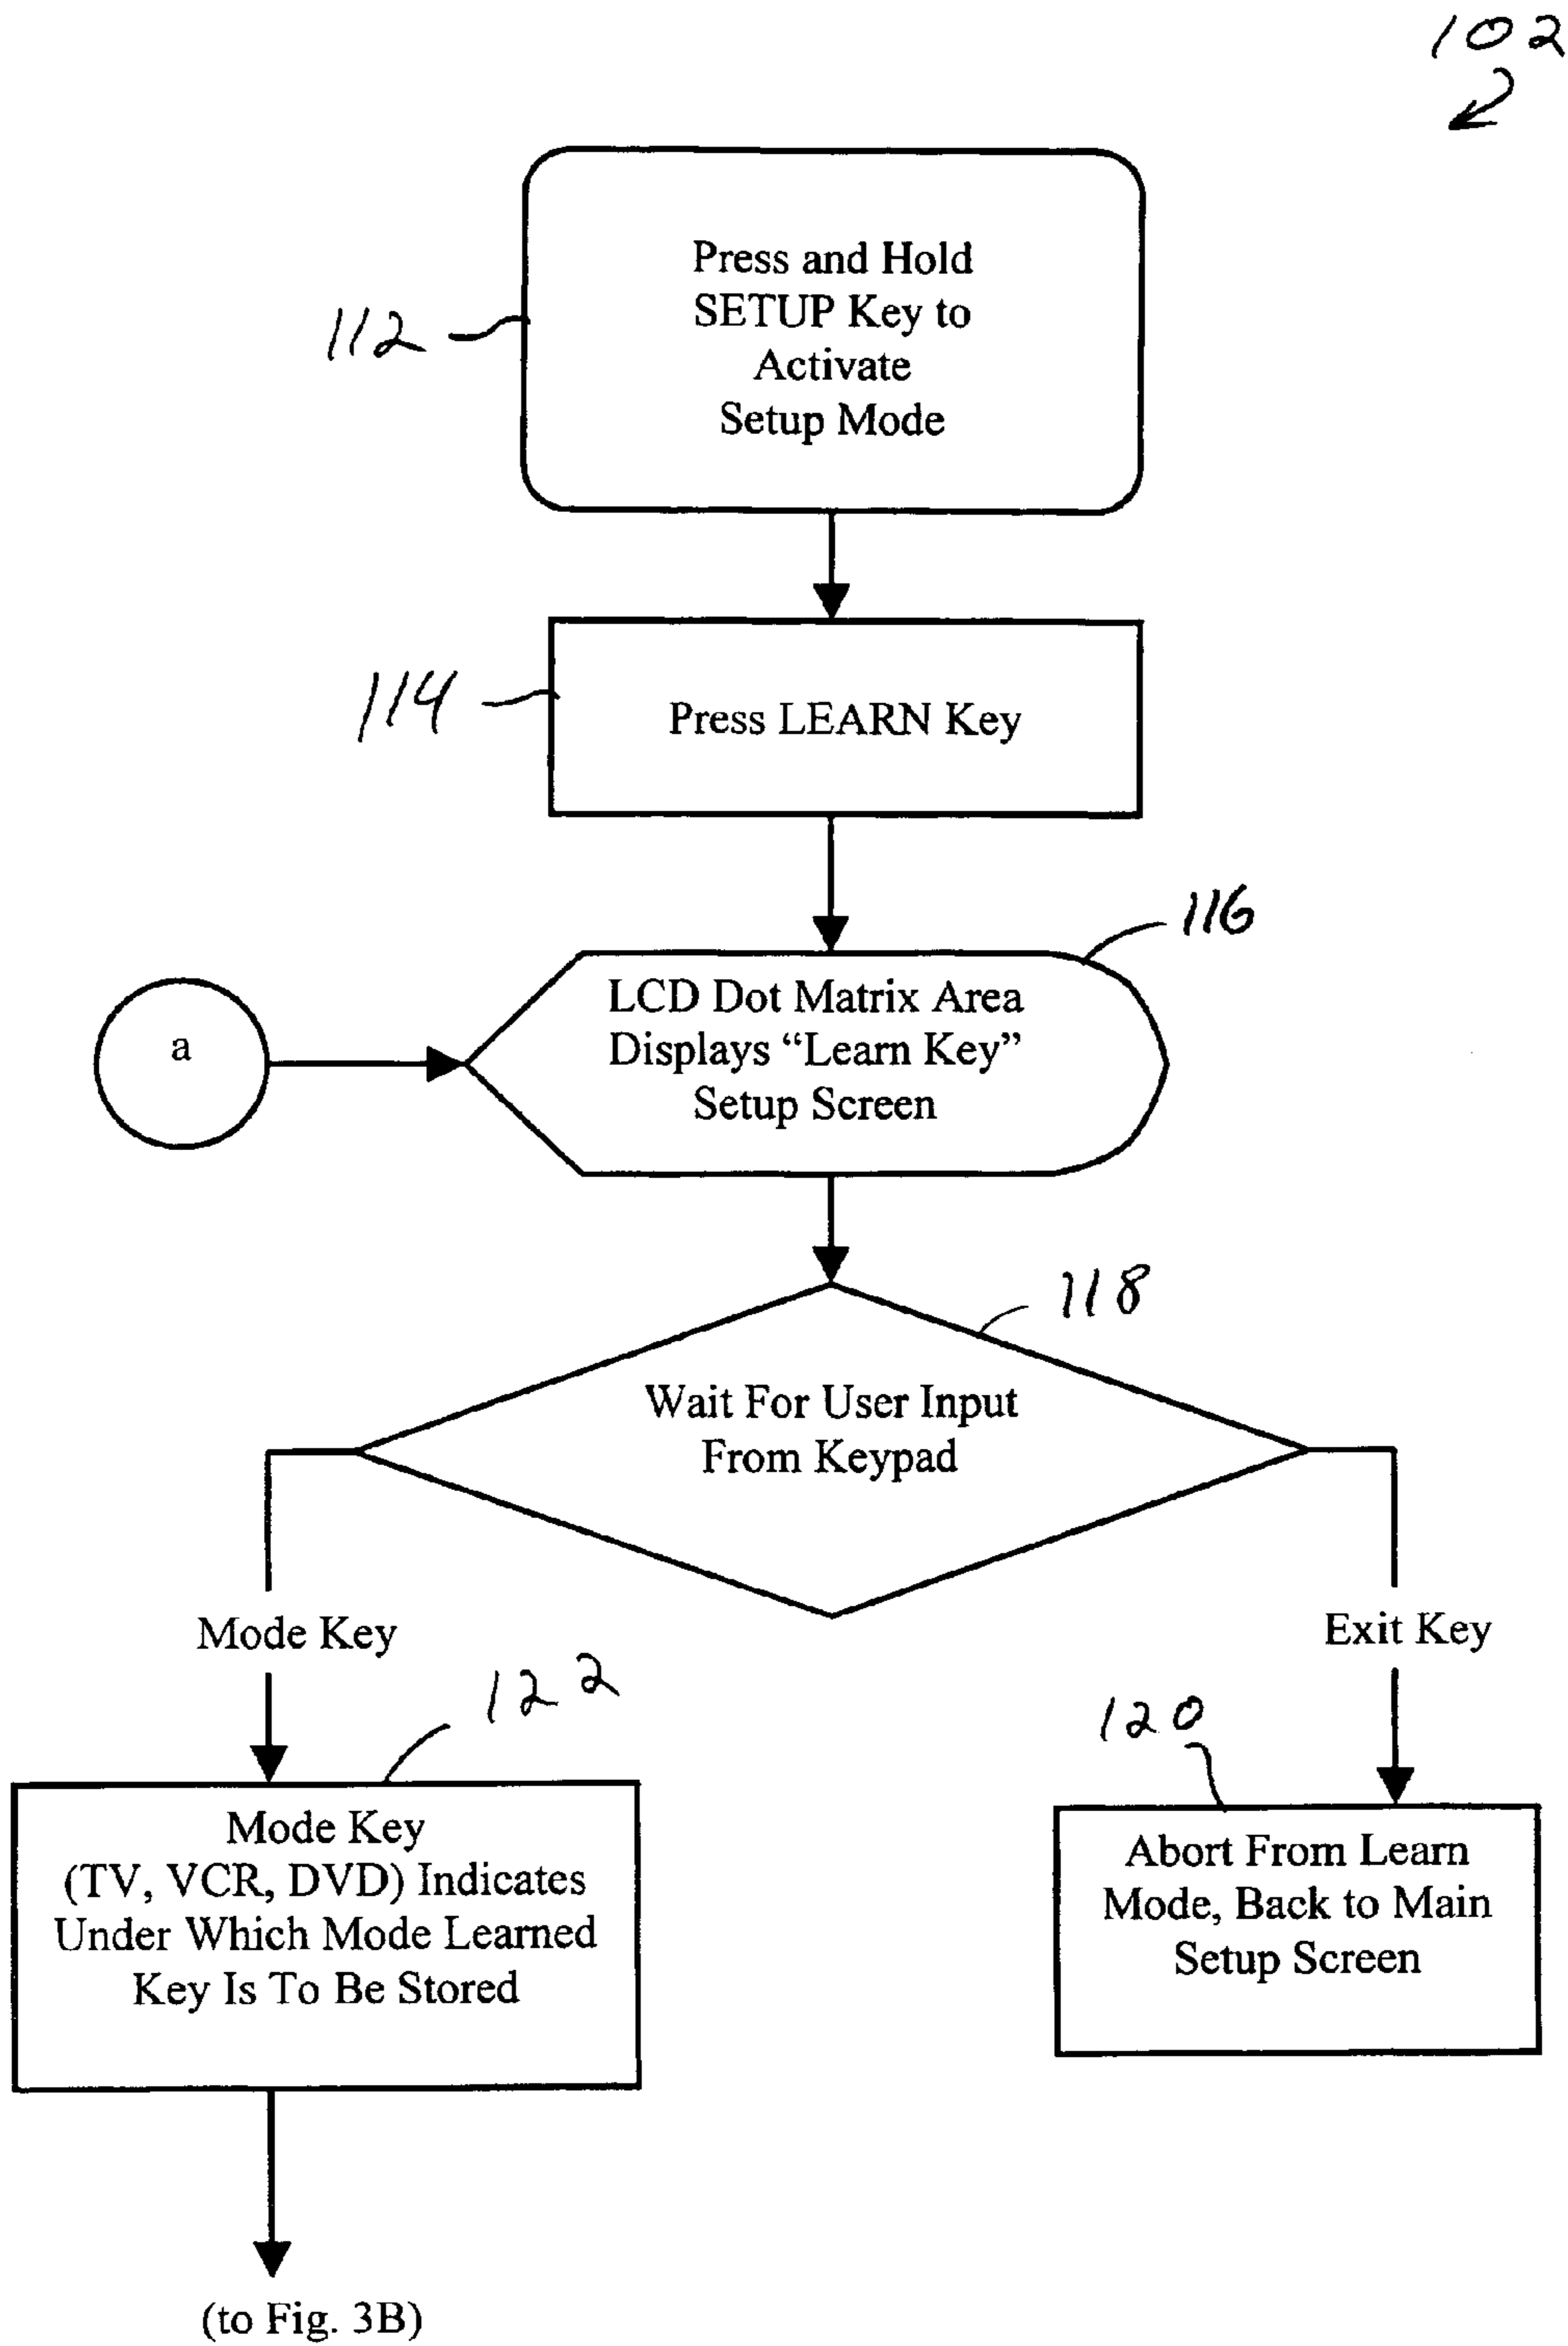 102
Press and Hold
SETUP Key to
Activate
Setup Mode
112
Press LEARN Key
114
116
LCD Dot Matrix Area
Displays “Learn Key”
Setup Screen
a
118
Wait For User Input
From Keypad
Mode Key
Exit Key
122
120
Mode Key
(TV, VCR, DVD) Indicates
Under Which Mode Learned
Key Is To Be Stored
Abort From Learn
Mode, Back to Main
Setup Screen
(to Fig. 3B)